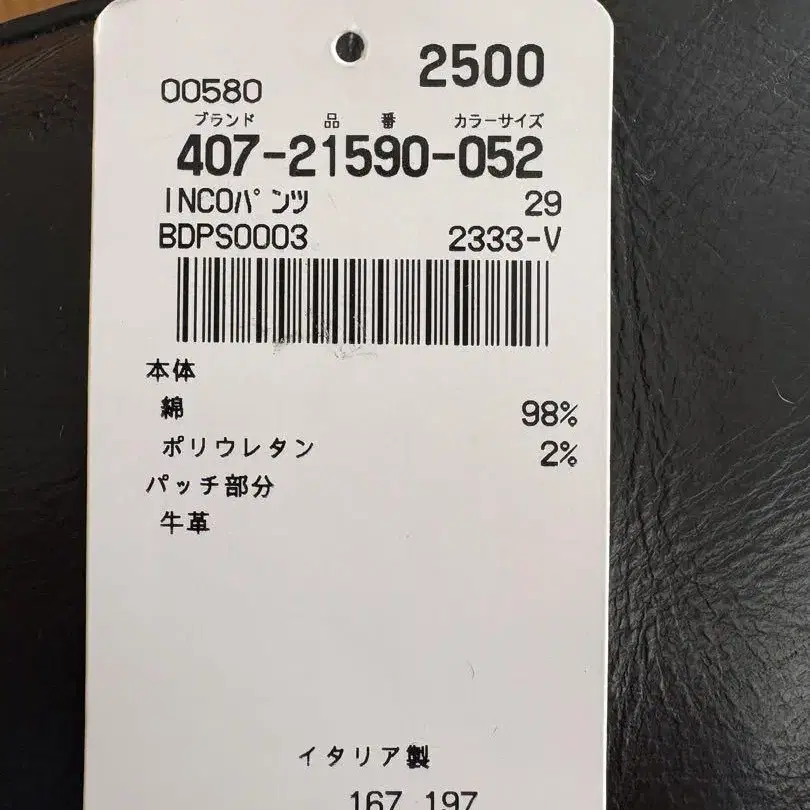 2500
00580
ブランド 品 番 カラーサイズ
407-21590-052
INCOパンツ 29
BDPS0003 2333-V
本体
綿 98%
ポリウレタン 2%
パッチ部分
牛革
イタリア製
167 197